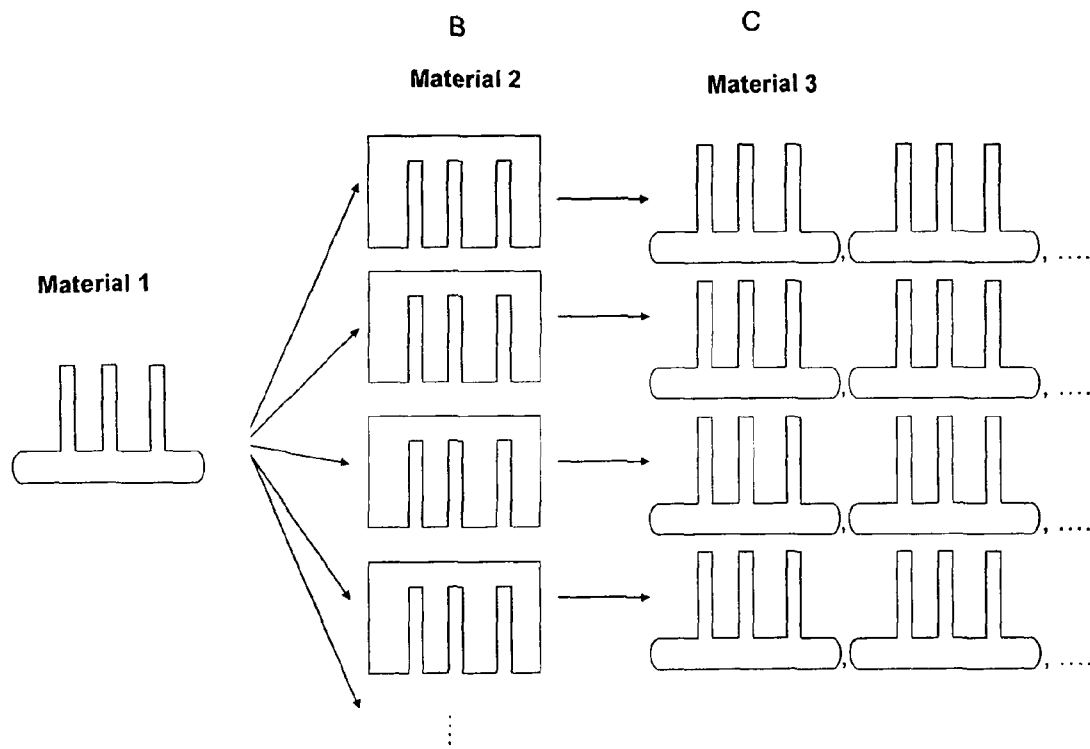 B
C
Material 2
Material 3
Material 1
, , ....
, , ....
, , ....
, , ....